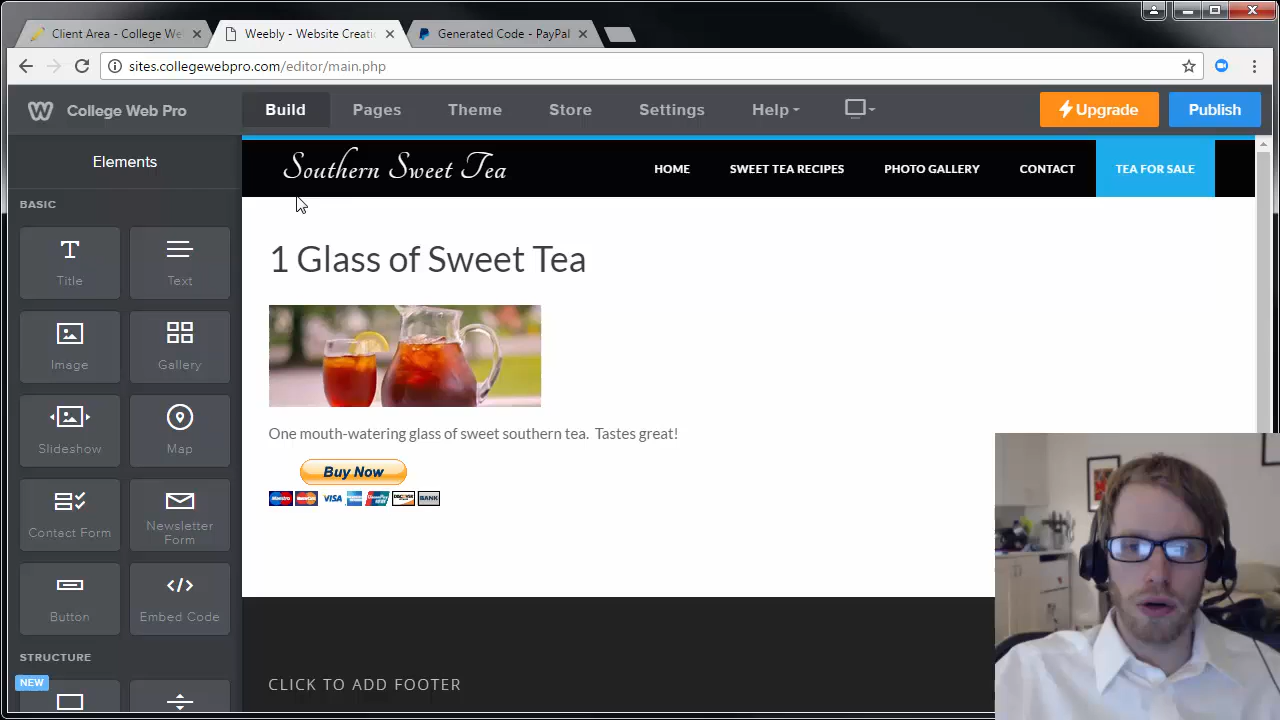 Client Area - College We
Weebly - Website Creati
Generated Code - PayPal
sites.collegewebpro.com/editor/main.php
College Web Pro
Build
Pages
Theme
Store
Settings
Help
Upgrade
Publish
Elements
BASIC
Title
Text
Image
Gallery
Slideshow
Map
Contact Form
Newsletter
Form
Button
Embed Code
STRUCTURE
NEW
Southern Sweet Tea
HOME
SWEET TEA RECIPES
PHOTO GALLERY
CONTACT
TEA FOR SALE
1 Glass of Sweet Tea
One mouth-watering glass of sweet southern tea. Tastes great!
Buy Now
Maestro
MasterCard
VISA
DISCOVER
BANK
CLICK TO ADD FOOTER